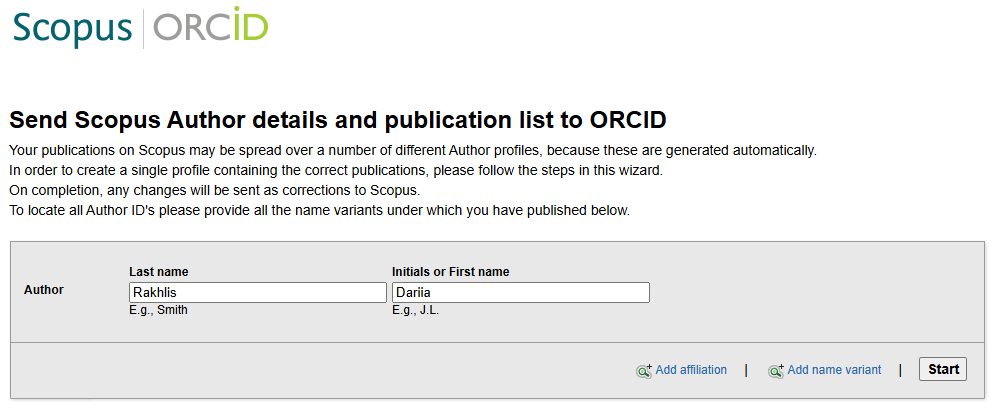 Scopus ORCID
Send Scopus Author details and publication list to ORCID
Your publications on Scopus may be spread over a number of different Author profiles, because these are generated automatically.
In order to create a single profile containing the correct publications, please follow the steps in this wizard.
On completion, any changes will be sent as corrections to Scopus.
To locate all Author ID's please provide all the name variants under which you have published below.
Last name Initials or First name
Author Rakhlis Dariia
E.g., Smith E.g., J.L.
Add affiliation | Add name variant | Start